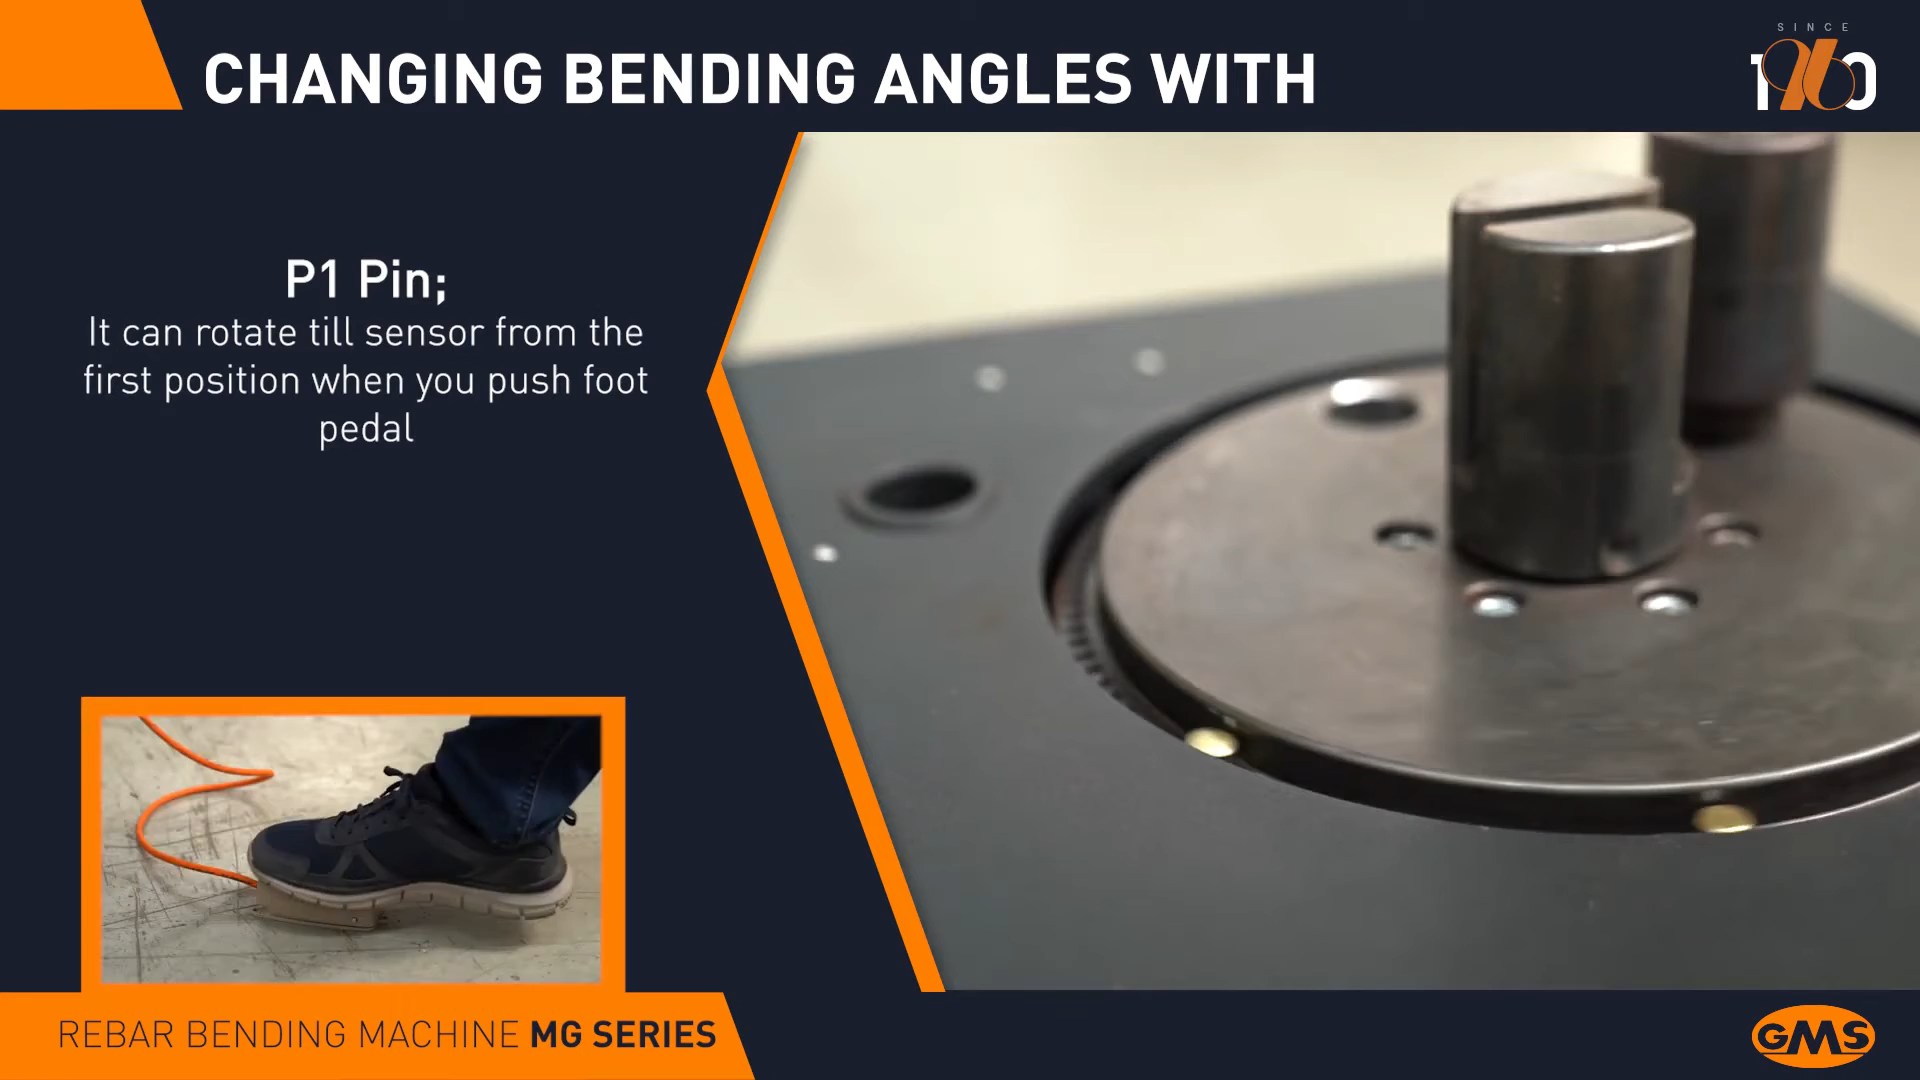 SINCE
CHANGING BENDING ANGLES WITH
P1 Pin;
It can rotate till sensor from the
first position when you push foot
pedal
REBAR BENDING MACHINE MG SERIES
GMS